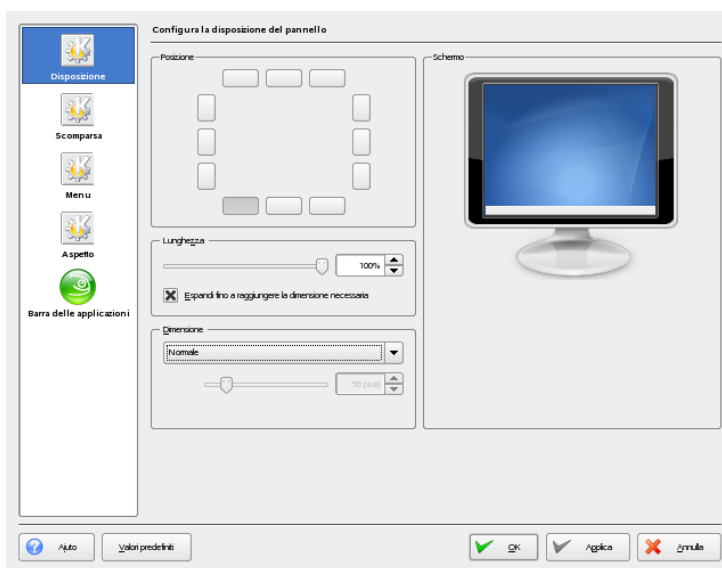 Configura la disposizione del pannello
Disposizione
Scomparsa
Menu
Aspetto
Barra delle applicazioni
Posizione
Schermo
Lunghezza
100%
Espandi fino a raggiungere la dimensione necessaria
Dimensione
Normale
56 pixel
Aiuto
Valori predefiniti
OK
Applica
Annulla